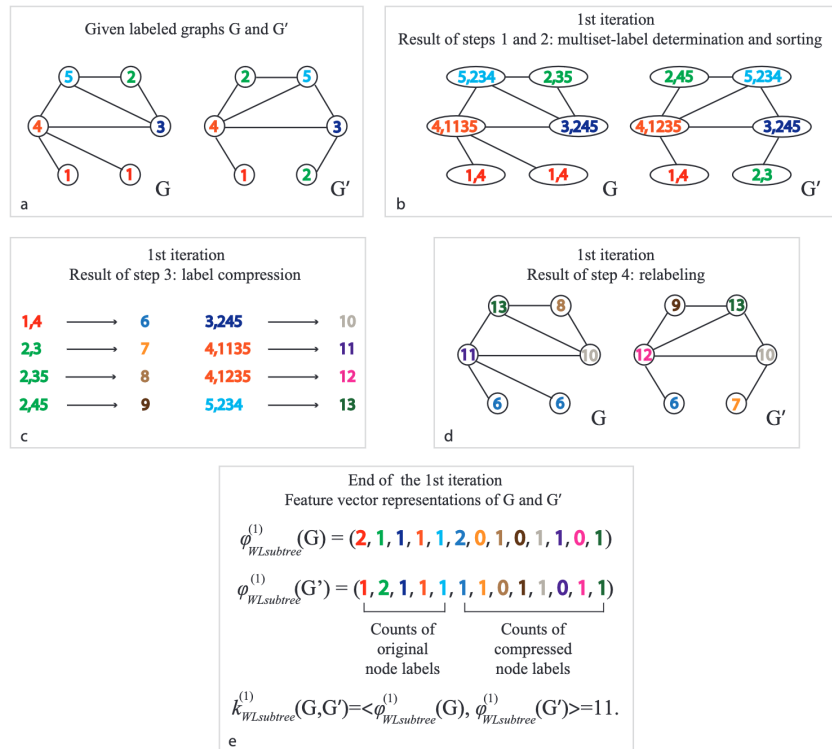 Given labeled graphs G and G′
5 2 2 5
4 3 4 3
1 1 1 2
G G′
a
1st iteration
Result of steps 1 and 2: multiset-label determination and sorting
5,234 2,35 2,45 5,234
4,1135 3,245 4,1235 3,245
1,4 1,4 1,4 2,3
G G′
b
1st iteration
Result of step 3: label compression
1,4 → 6 3,245 → 10
2,3 → 7 4,1135 → 11
2,35 → 8 4,1235 → 12
2,45 → 9 5,234 → 13
c
1st iteration
Result of step 4: relabeling
13 8 9 13
11 10 12 10
6 6 6 7
G G′
d
End of the 1st iteration
Feature vector representations of G and G′
φ(1)WLsubtree(G) = (2, 1, 1, 1, 1, 2, 0, 1, 0, 1, 1, 0, 1)
φ(1)WLsubtree(G’) = (1, 2, 1, 1, 1, 1, 1, 0, 1, 1, 0, 1, 1)
Counts of Counts of
original compressed
node labels node labels
k(1)WLsubtree(G,G′)=<φ(1)WLsubtree(G), φ(1)WLsubtree(G′)>=11.
e